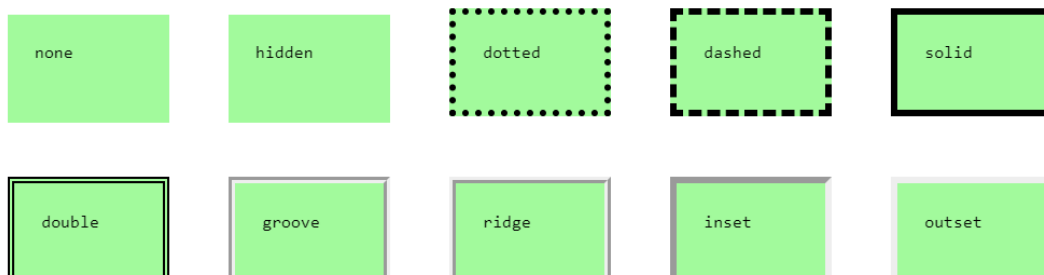 none
hidden
dotted
dashed
solid
double
groove
ridge
inset
outset